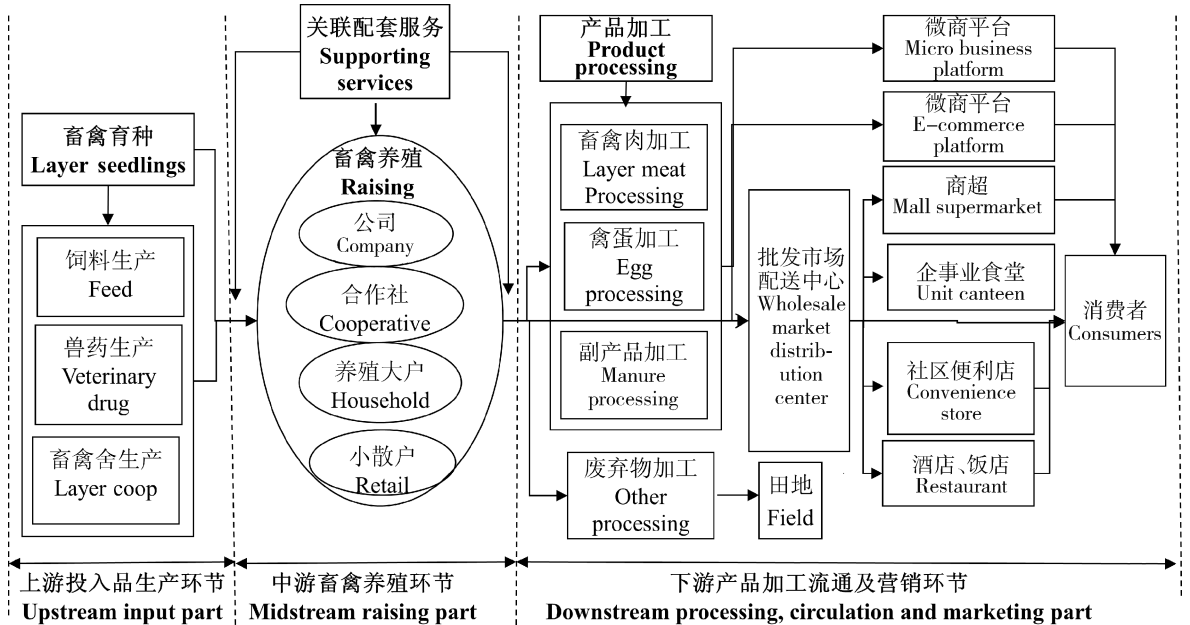 畜禽育种
Layer seedlings
饲料生产
Feed
兽药生产
Veterinary
drug
畜禽舍生产
Layer coop
上游投入品生产环节
Upstream input part
关联配套服务
Supporting
services
畜禽养殖
Raising
公司
Company
合作社
Cooperative
养殖大户
Household
小散户
Retail
中游畜禽养殖环节
Midstream raising part
产品加工
Product
processing
畜禽肉加工
Layer meat
Processing
禽蛋加工
Egg
processing
副产品加工
Manure
processing
废弃物加工
Other
processing
田地
Field
批发市场
配送中心
Wholesale
market
distrib-
ution
center
微商平台
Micro business
platform
微商平台
E-commerce
platform
商超
Mall supermarket
企事业食堂
Unit canteen
社区便利店
Convenience
store
酒店、饭店
Restaurant
消费者
Consumers
下游产品加工流通及营销环节
Downstream processing, circulation and marketing part